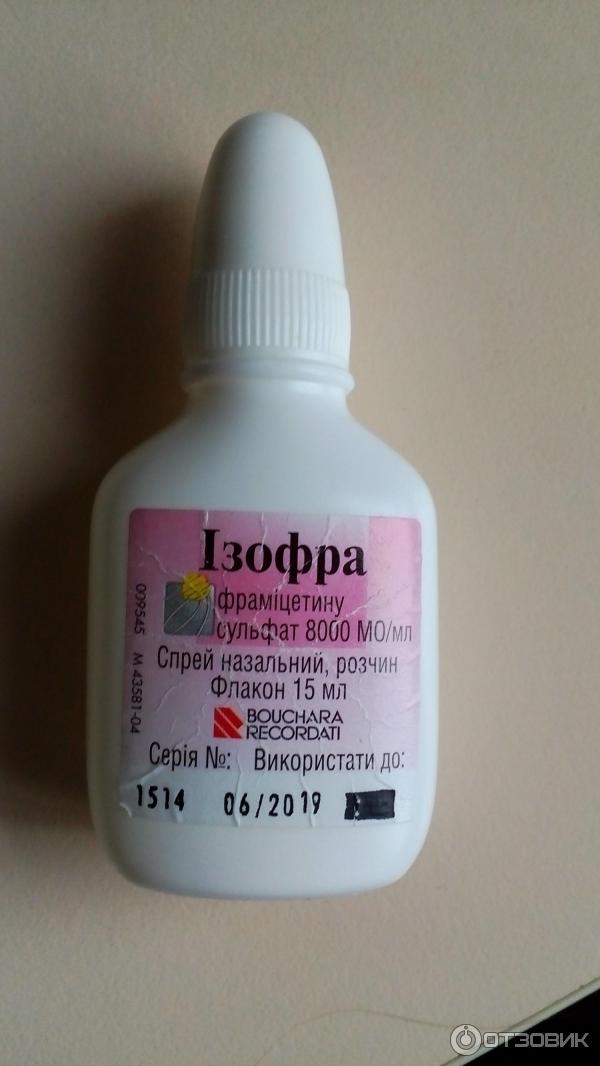 Ізофра
фраміцетину
сульфат 8000 МО/мл
Спрей назальний, розчин
Флакон 15 мл
BOUCHARA
RECORDATI
Серія №: Використати до:
1514 06/2019
009545 М 43581-04
ОТЗОВИК